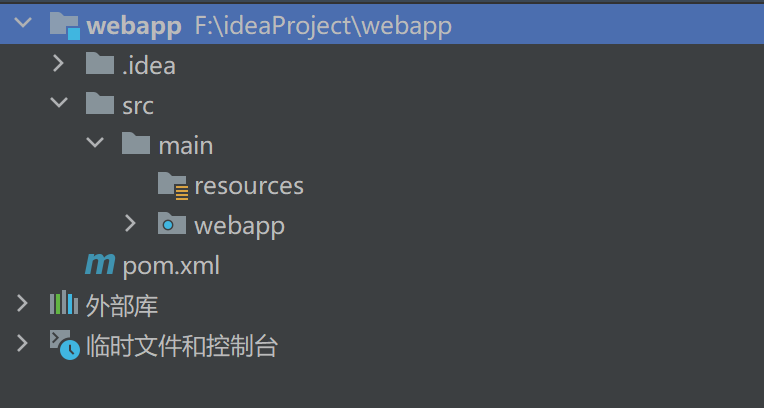 webapp F:\ideaProject\webapp
.idea
src
main
resources
webapp
pom.xml
外部库
临时文件和控制台